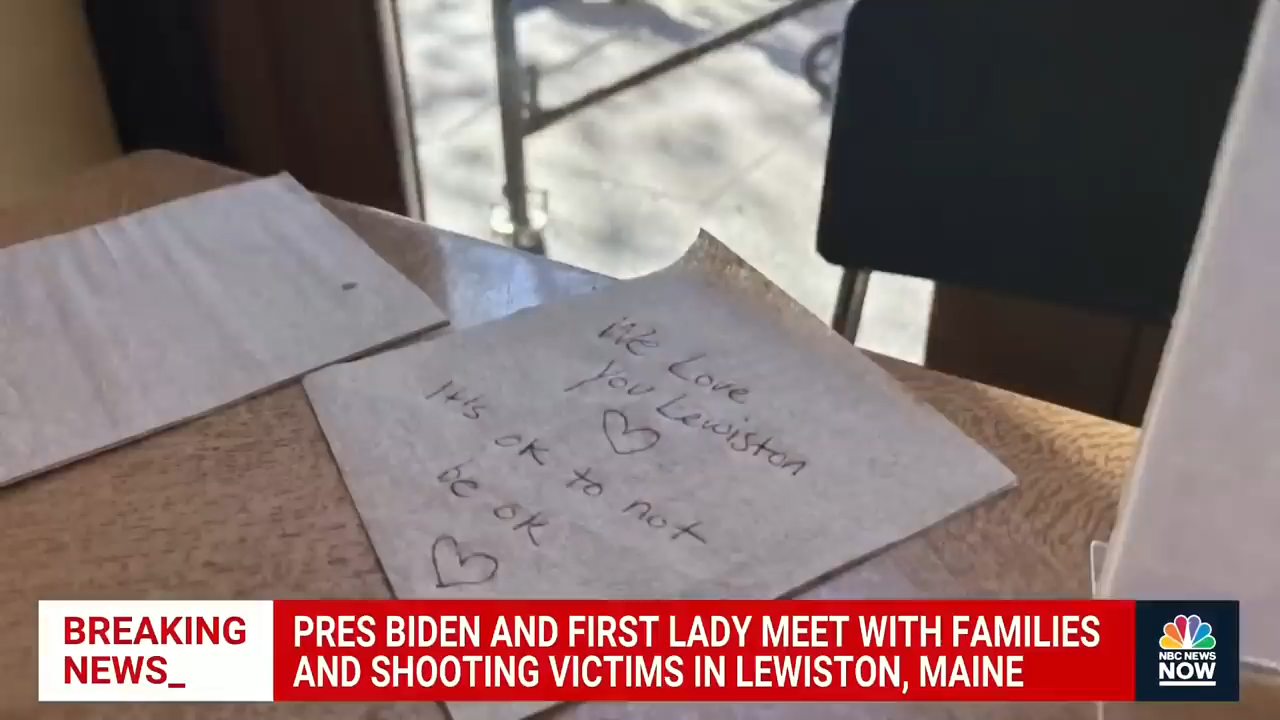 We Love
you Lewiston
It's ok to not
be ok
BREAKING
NEWS_
PRES BIDEN AND FIRST LADY MEET WITH FAMILIES
AND SHOOTING VICTIMS IN LEWISTON, MAINE
NBC NEWS
NOW